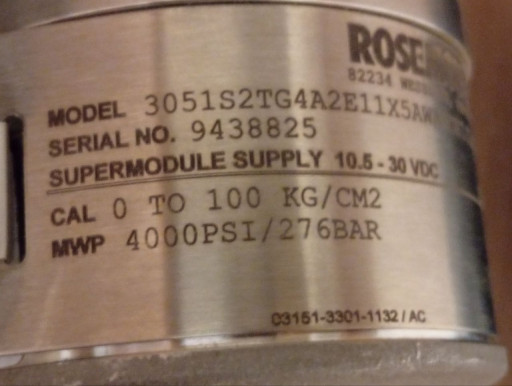 ROSE
82234
MODEL 3051S2TG4A2E11X5A
SERIAL NO. 9438825
SUPERMODULE SUPPLY 10.5 - 30 VDC
CAL 0 TO 100 KG/CM2
MWP 4000PSI/276BAR
03151-3301-1132 / AC